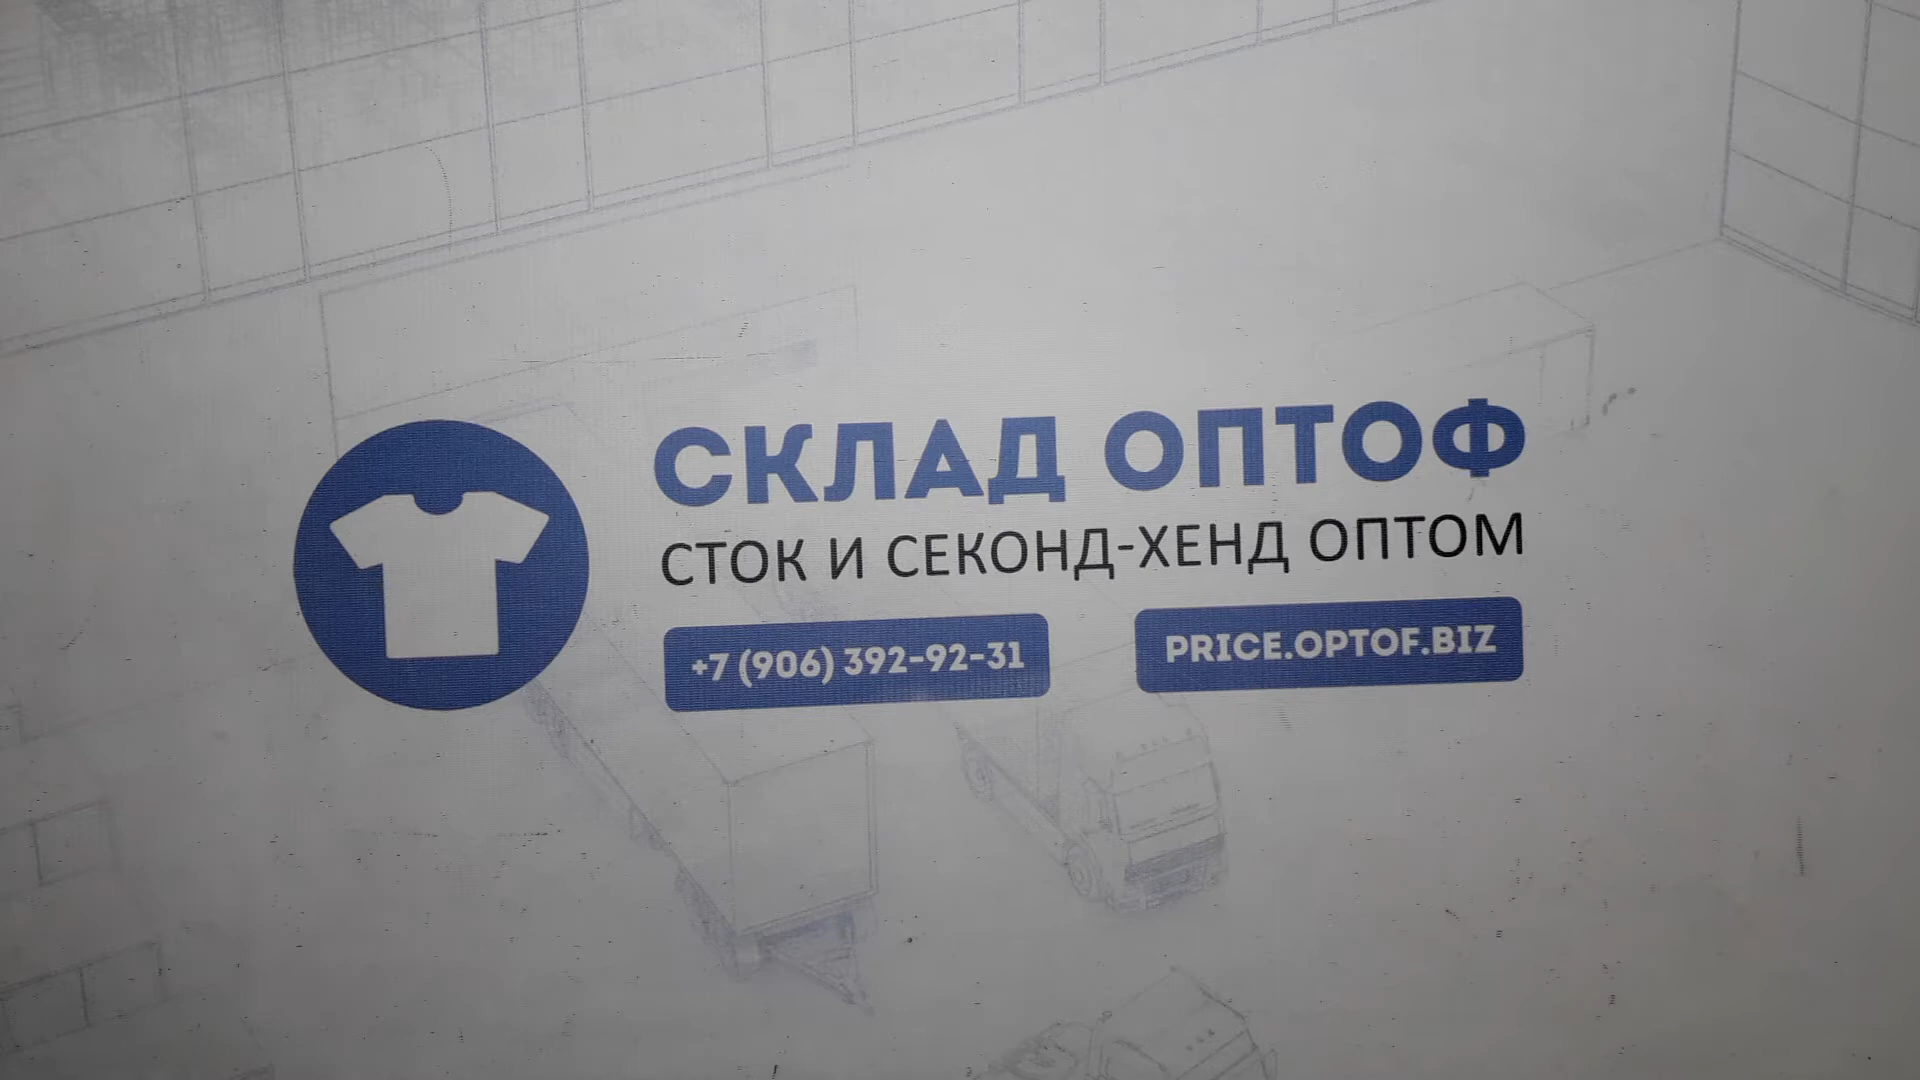 СКЛАД ОПТОФ
СТОК И СЕКОНД-ХЕНД ОПТОМ
+7 (906) 392-92-31
PRICE.OPTOF.BIZ